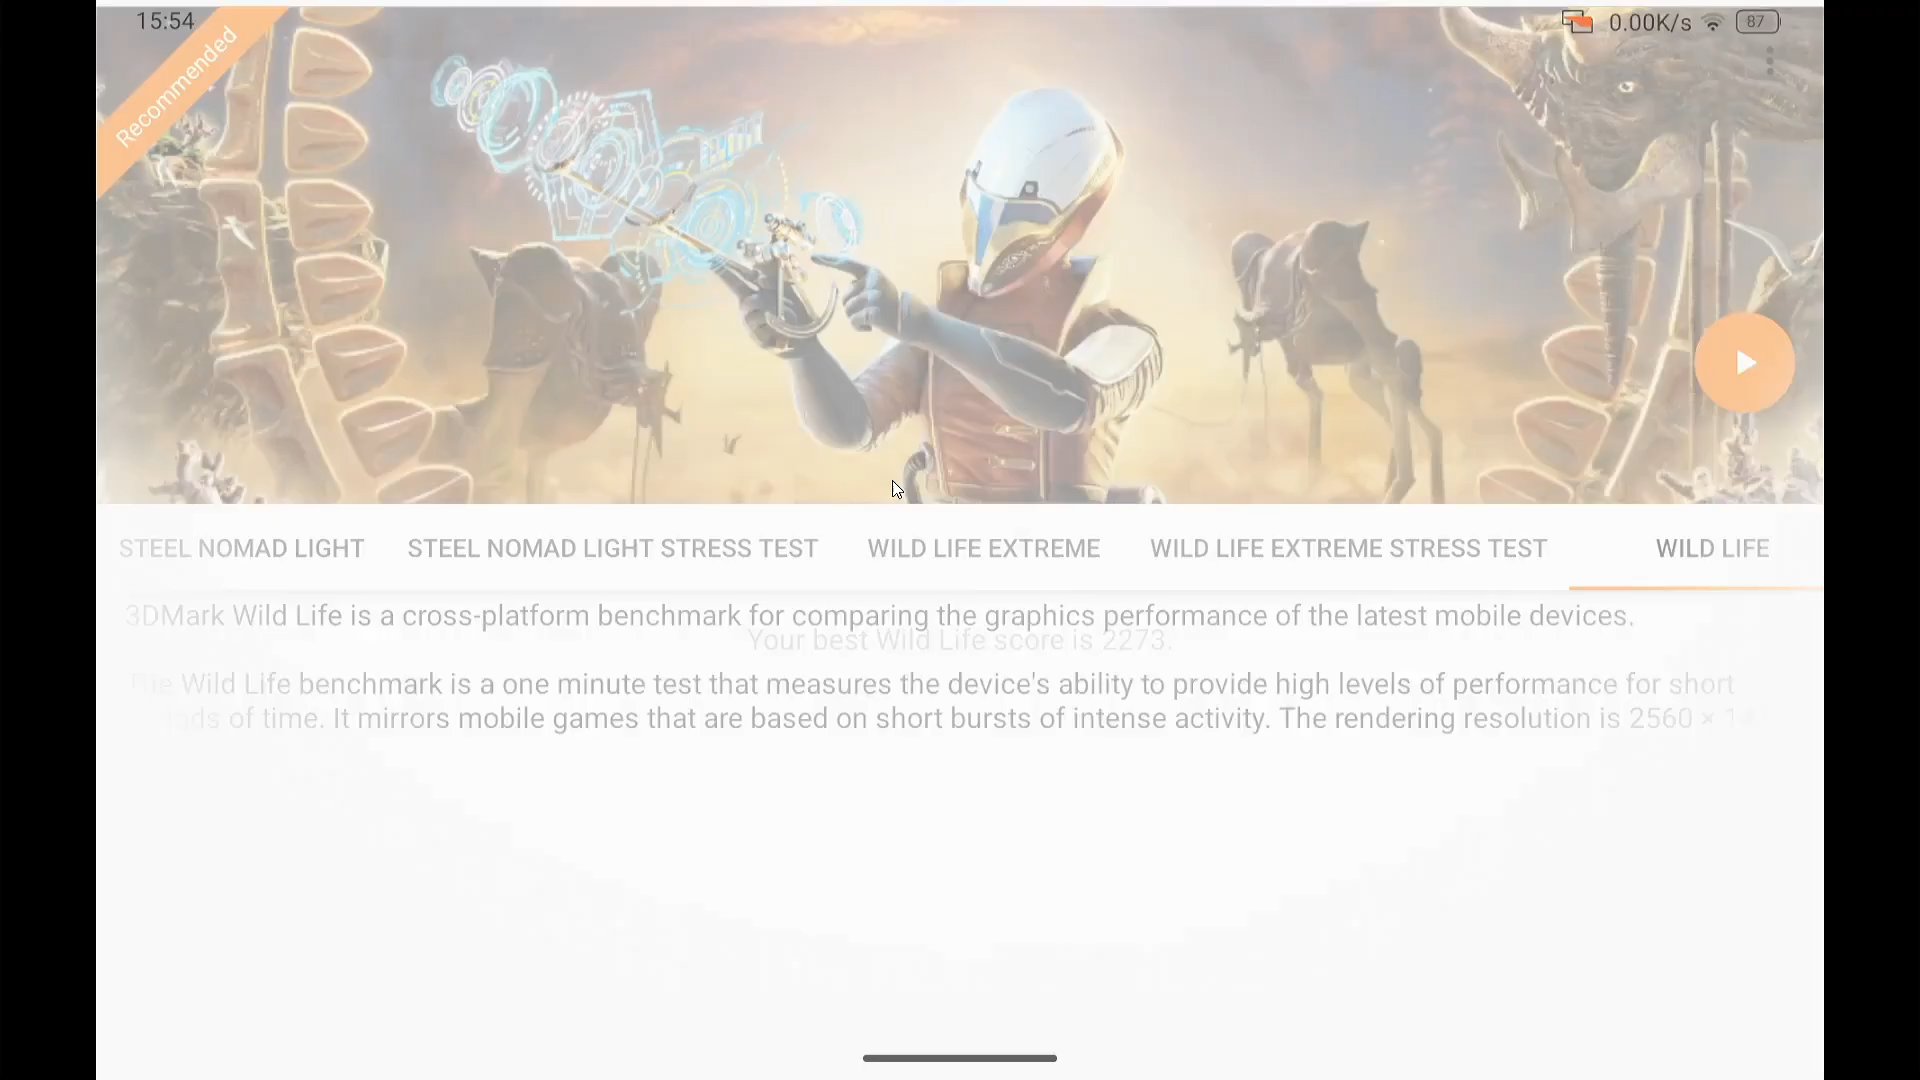 15:54
0.00K/s
87
Recommended
STEEL NOMAD LIGHT
STEEL NOMAD LIGHT STRESS TEST
WILD LIFE EXTREME
WILD LIFE EXTREME STRESS TEST
WILD LIFE
3DMark Wild Life is a cross-platform benchmark for comparing the graphics performance of the latest mobile devices.
Your best Wild Life score is 2273.
Wild Life benchmark is a one minute test that measures the device's ability to provide high levels of performance for short
of time. It mirrors mobile games that are based on short bursts of intense activity. The rendering resolution is 2560 ×